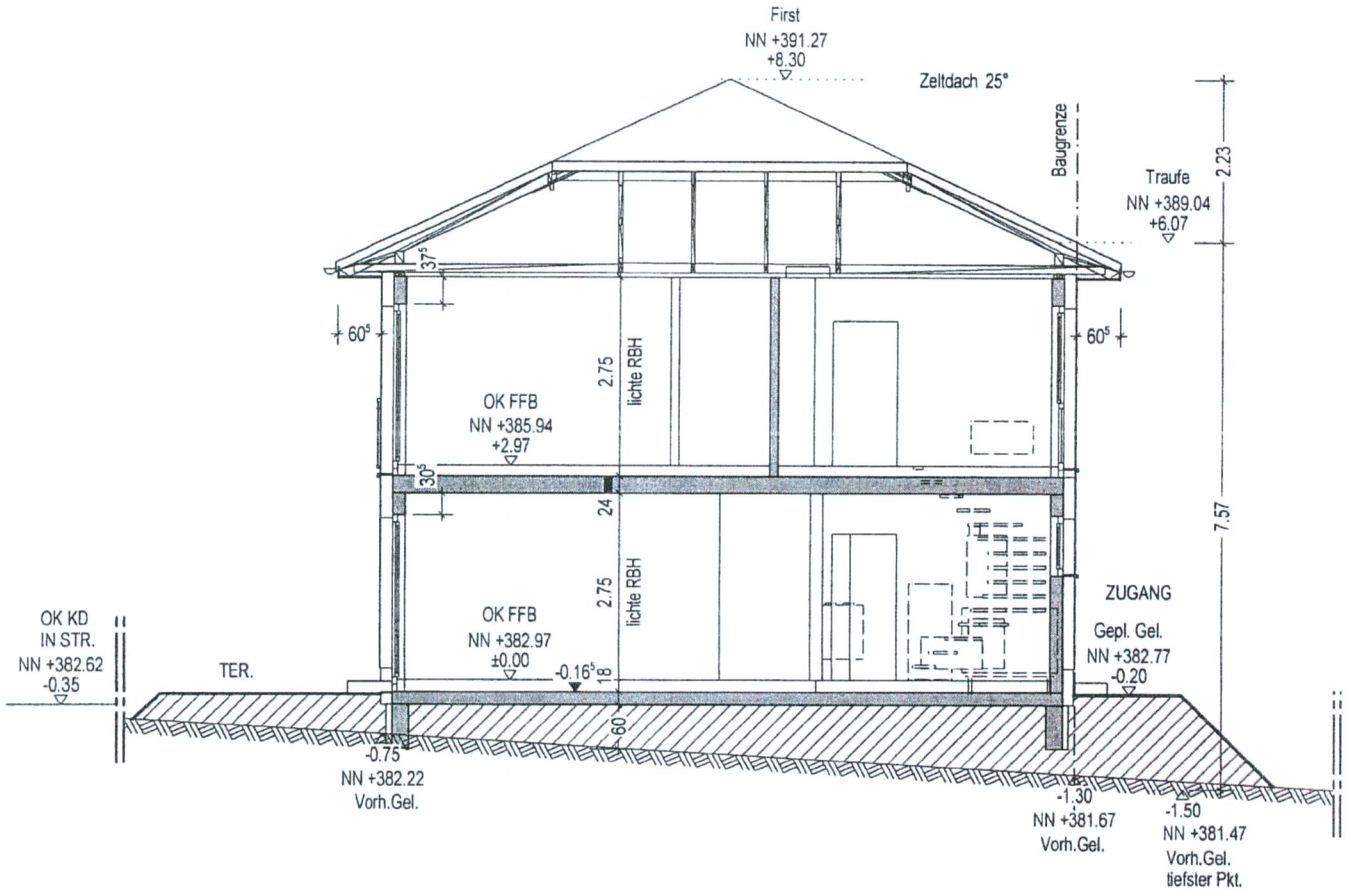 First
NN +391.27
+8.30
Zeltdach 25°
Baugrenze
2.23
Traufe
NN +389.04
+6.07
37⁵
60⁵
60⁵
2.75
lichte RBH
OK FFB
NN +385.94
+2.97
30⁵
24
7.57
2.75
lichte RBH
OK FFB
NN +382.97
±0.00
-0.16⁵
18
60
ZUGANG
Gepl. Gel.
NN +382.77
-0.20
OK KD
IN STR.
NN +382.62
-0.35
TER.
-0.75
NN +382.22
Vorh.Gel.
-1.30
NN +381.67
Vorh.Gel.
-1.50
NN +381.47
Vorh.Gel.
tiefster Pkt.